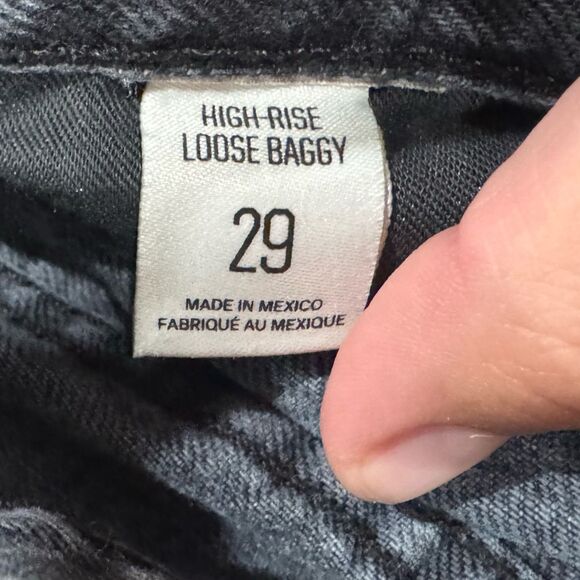 HIGH-RISE
LOOSE BAGGY
29
MADE IN MEXICO
FABRIQUÉ AU MEXIQUE